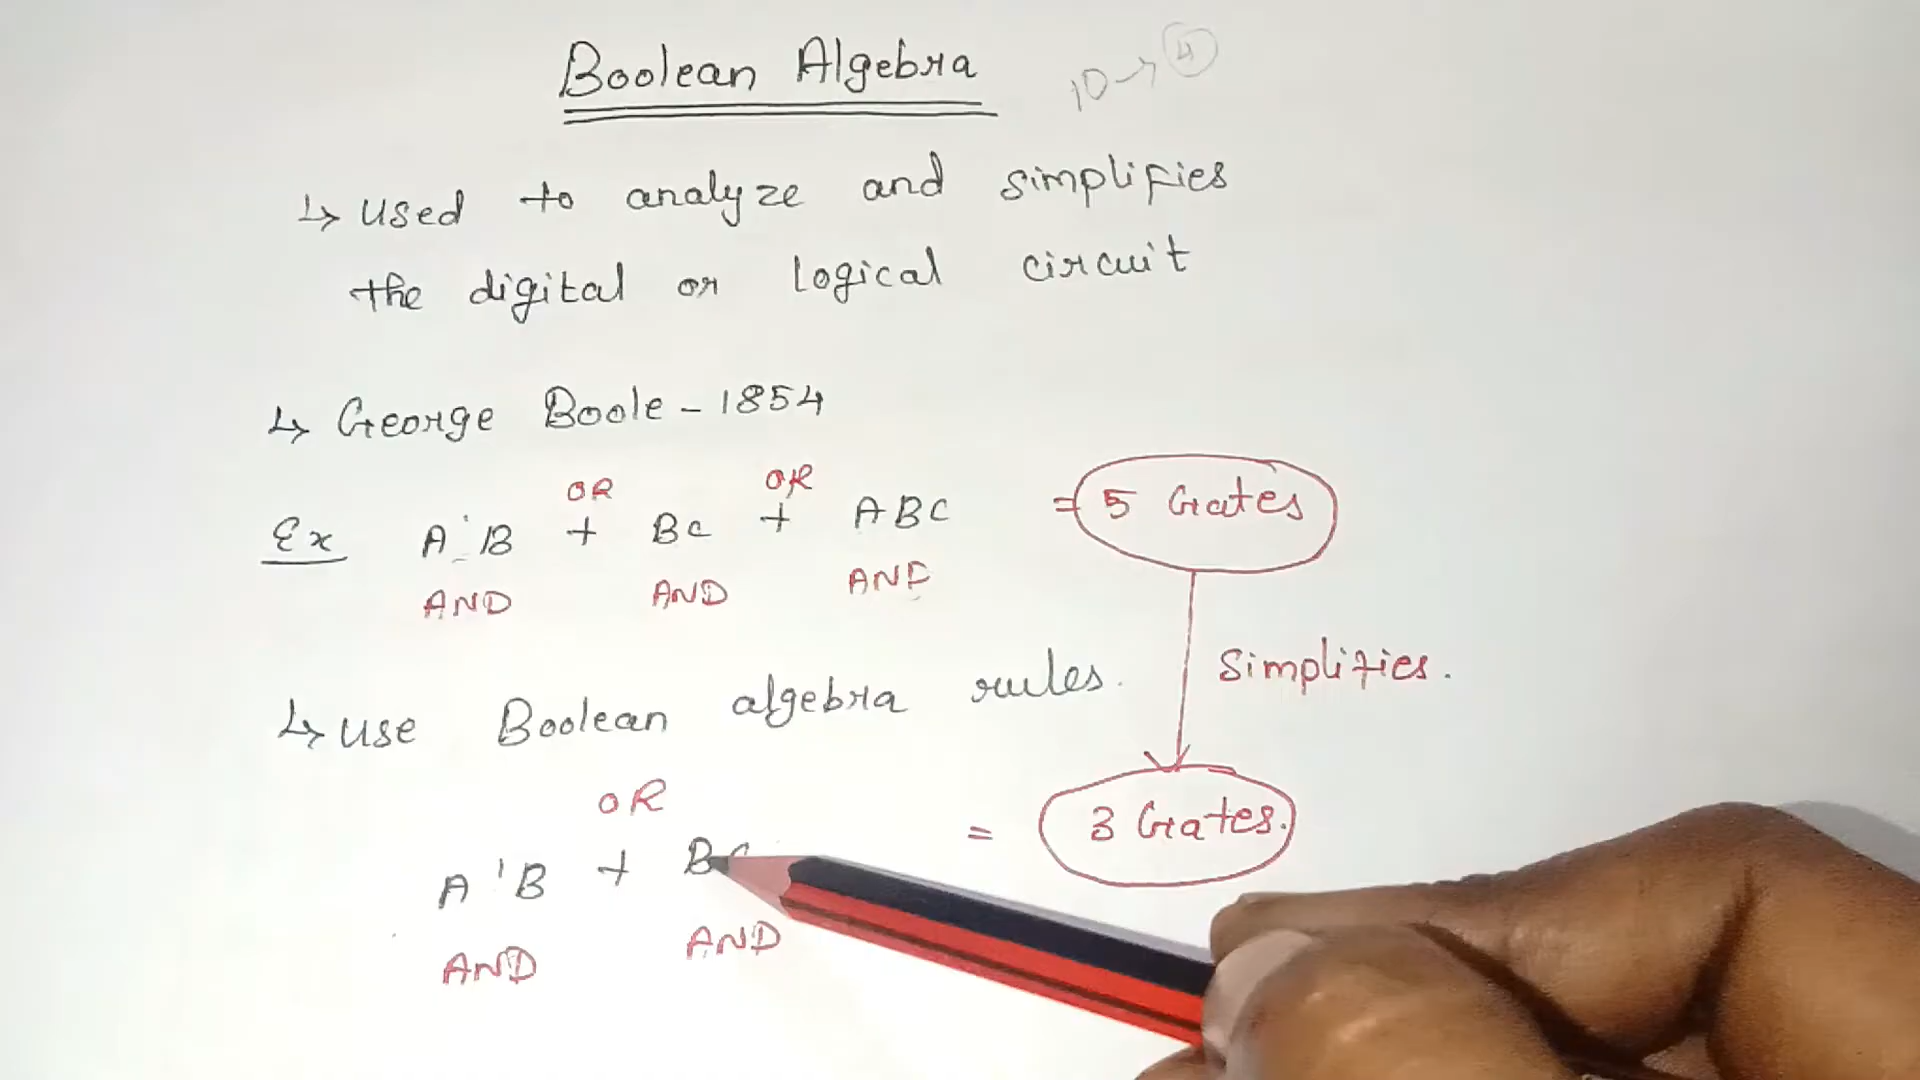 Boolean Algebra
10 → 4
↳ used to analyze and simplifies
the digital or logical circuit
↳ George Boole - 1854
OR OR
Ex A'B + BC + ABC = 5 Gates
AND AND AND
Simplifies.
↳ use Boolean algebra rules.
OR
A'B + BC = 3 Gates.
AND AND